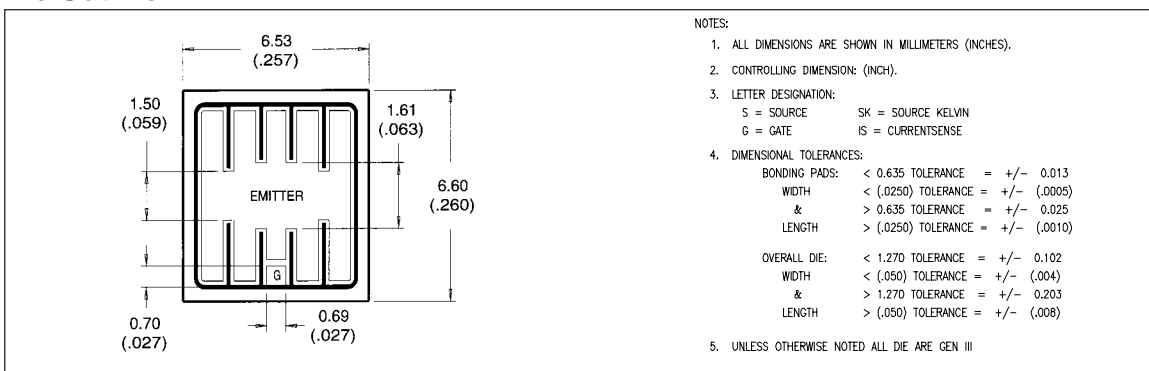 6.53
(.257)
1.50
(.059)
1.61
(.063)
EMITTER
6.60
(.260)
G
0.70
(.027)
0.69
(.027)
NOTES:
1. ALL DIMENSIONS ARE SHOWN IN MILLIMETERS (INCHES).
2. CONTROLLING DIMENSION: (INCH).
3. LETTER DESIGNATION:
S = SOURCE SK = SOURCE KELVIN
G = GATE IS = CURRENTSENSE
4. DIMENSIONAL TOLERANCES:
BONDING PADS: < 0.635 TOLERANCE = +/- 0.013
WIDTH < (.0250) TOLERANCE = +/- (.0005)
& > 0.635 TOLERANCE = +/- 0.025
LENGTH > (.0250) TOLERANCE = +/- (.0010)
OVERALL DIE: < 1.270 TOLERANCE = +/- 0.102
WIDTH < (.050) TOLERANCE = +/- (.004)
& > 1.270 TOLERANCE = +/- 0.203
LENGTH > (.050) TOLERANCE = +/- (.008)
5. UNLESS OTHERWISE NOTED ALL DIE ARE GEN III